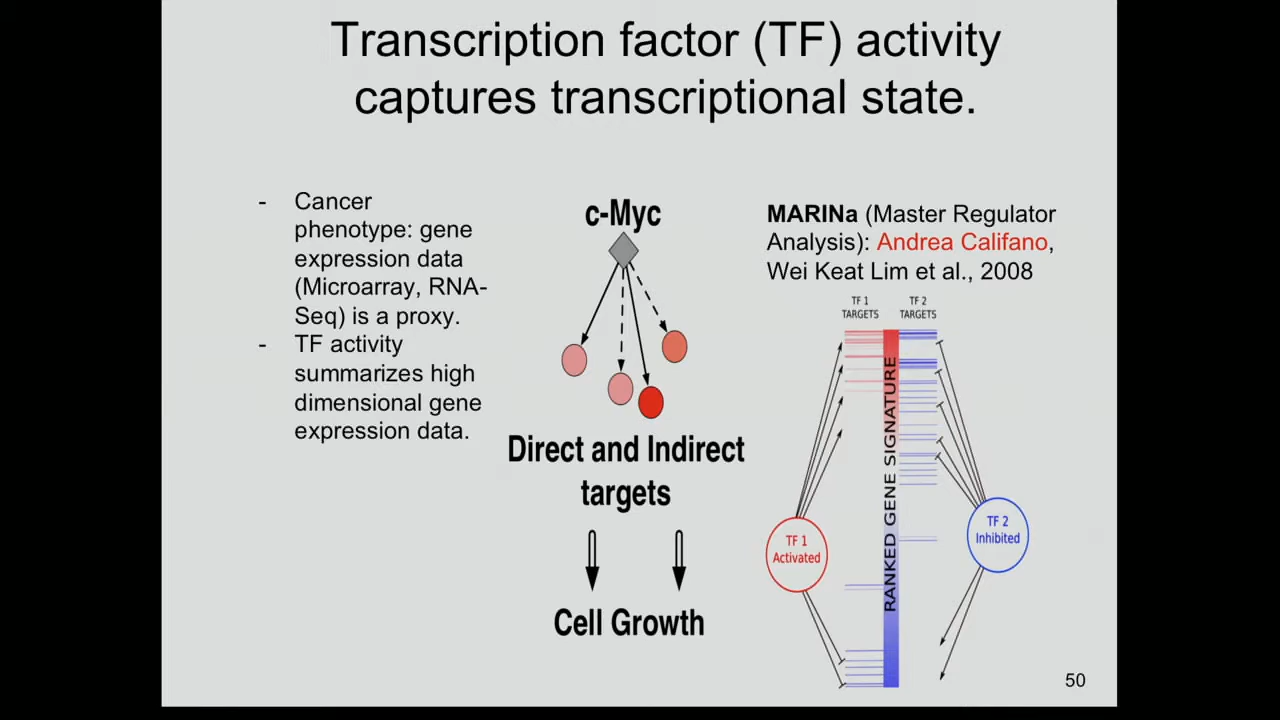 Transcription factor (TF) activity
captures transcriptional state.
- Cancer
phenotype: gene
expression data
(Microarray, RNA-
Seq) is a proxy.
- TF activity
summarizes high
dimensional gene
expression data.
c-Myc
Direct and Indirect
targets
Cell Growth
MARINa (Master Regulator
Analysis): Andrea Califano,
Wei Keat Lim et al., 2008
TF 1
TARGETS
TF 2
TARGETS
RANKED GENE SIGNATURE
TF 1
Activated
TF 2
Inhibited
50